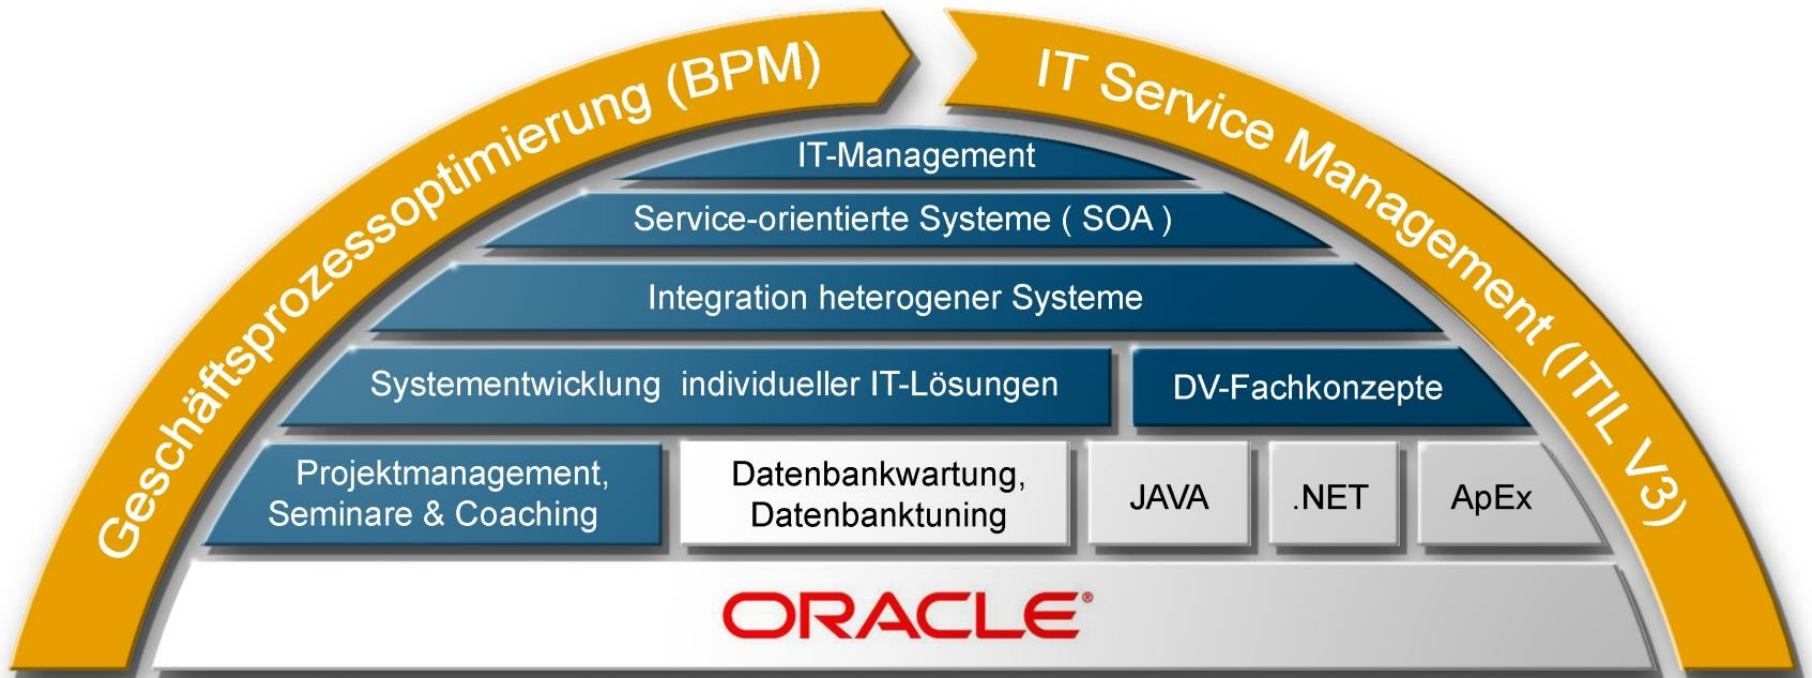 Geschäftsprozessoptimierung (BPM)
IT Service Management (ITIL V3)
IT-Management
Service-orientierte Systeme ( SOA )
Integration heterogener Systeme
Systementwicklung individueller IT-Lösungen
DV-Fachkonzepte
Projektmanagement,
Seminare & Coaching
Datenbankwartung,
Datenbanktuning
JAVA
.NET
ApEx
ORACLE®